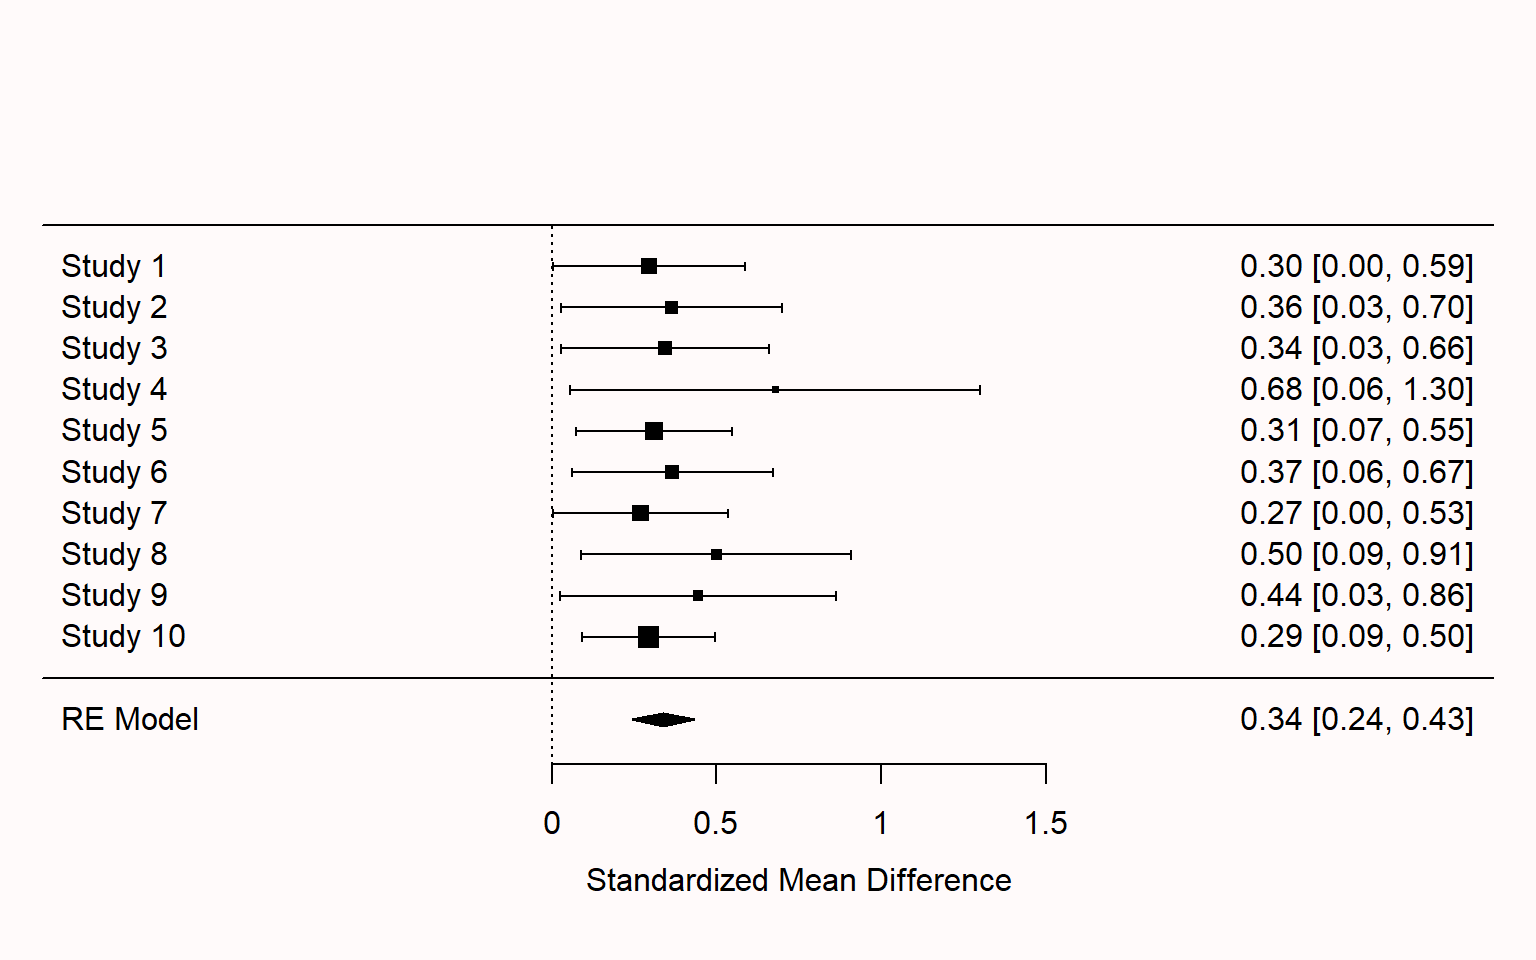 Study 1 0.30 [0.00, 0.59]
Study 2 0.36 [0.03, 0.70]
Study 3 0.34 [0.03, 0.66]
Study 4 0.68 [0.06, 1.30]
Study 5 0.31 [0.07, 0.55]
Study 6 0.37 [0.06, 0.67]
Study 7 0.27 [0.00, 0.53]
Study 8 0.50 [0.09, 0.91]
Study 9 0.44 [0.03, 0.86]
Study 10 0.29 [0.09, 0.50]
RE Model 0.34 [0.24, 0.43]
0 0.5 1 1.5
Standardized Mean Difference